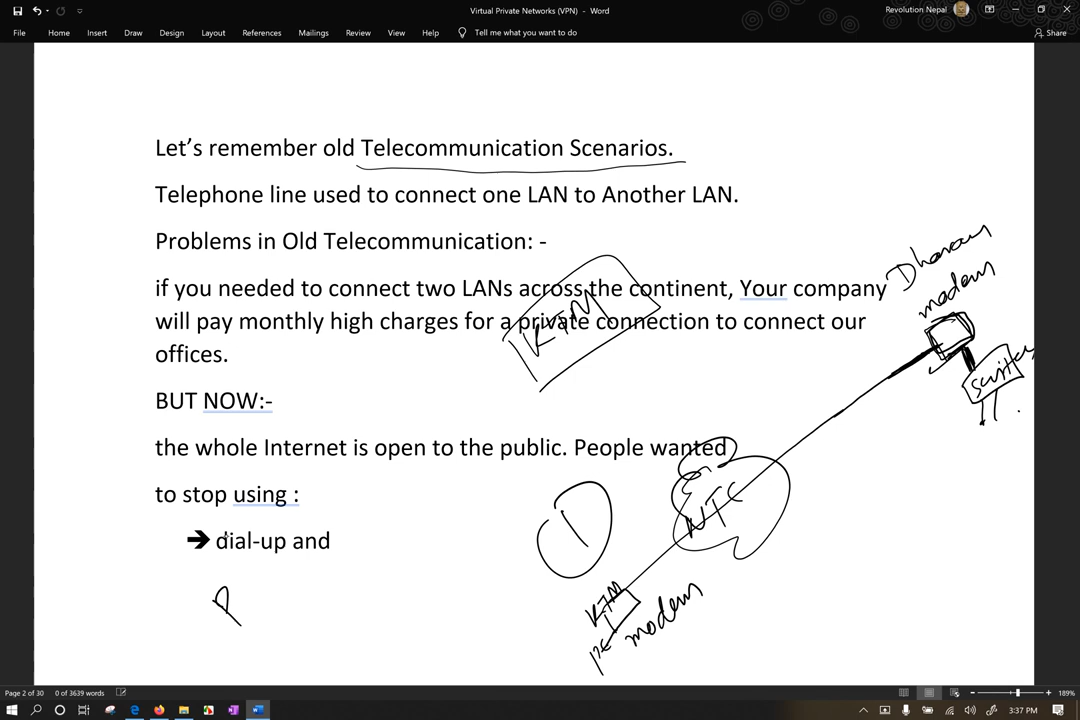 Virtual Private Networks (VPN) - Word
Revolution Nepal
File Home Insert Draw Design Layout References Mailings Review View Help Tell me what you want to do
Share
Let's remember old Telecommunication Scenarios.
Telephone line used to connect one LAN to Another LAN.
Problems in Old Telecommunication: -
if you needed to connect two LANs across the continent, Your company
will pay monthly high charges for a private connection to connect our
offices.
BUT NOW:-
the whole Internet is open to the public. People wanted
to stop using :
➔ dial-up and
KTM
modem
NTC
1
KTM
PC
modem
Page 2 of 30 0 of 3639 words
189%
3:37 PM